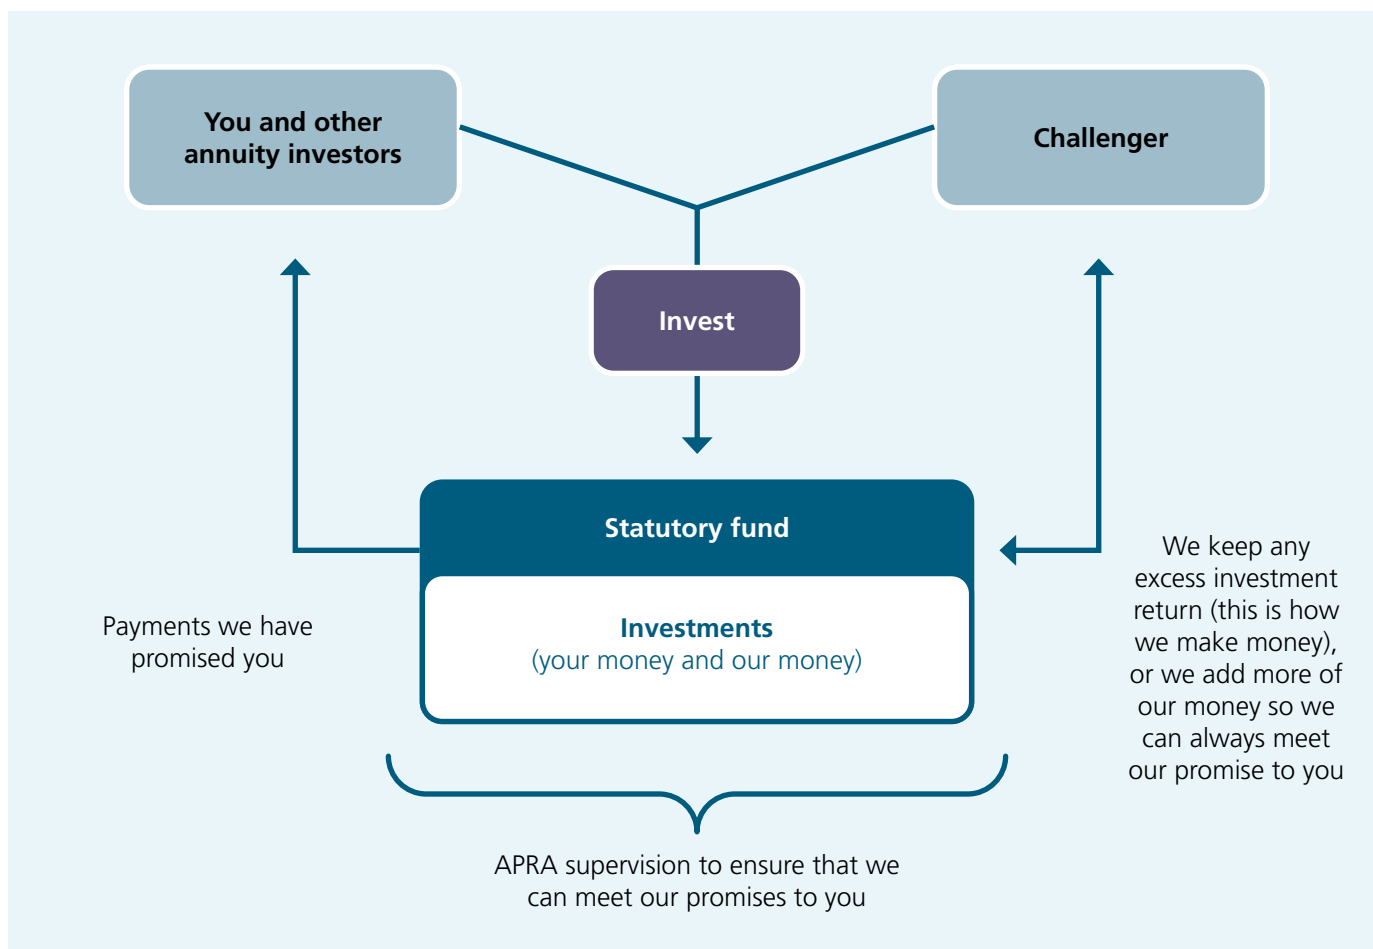 You and other
annuity investors
Challenger
Invest
Statutory fund
Investments
(your money and our money)
Payments we have
promised you
We keep any
excess investment
return (this is how
we make money),
or we add more of
our money so we
can always meet
our promise to you
APRA supervision to ensure that we
can meet our promises to you